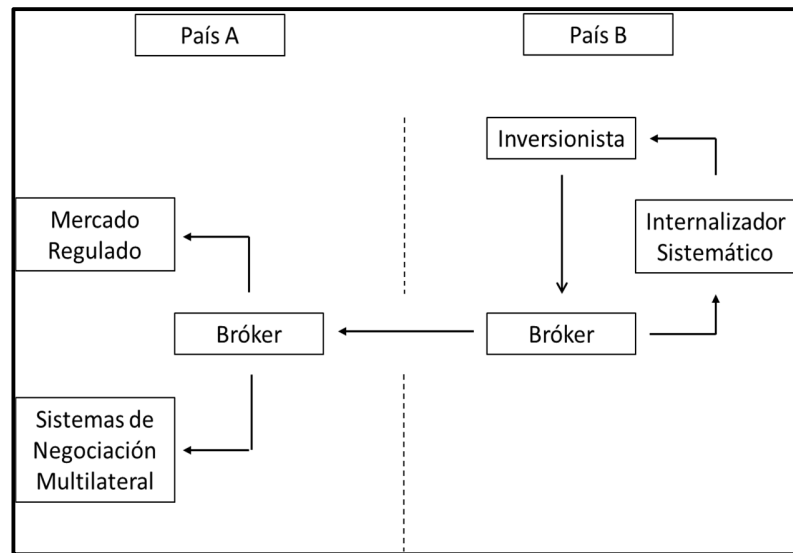 País A
País B
Inversionista
Mercado
Regulado
Internalizador
Sistemático
Bróker
Bróker
Sistemas de
Negociación
Multilateral